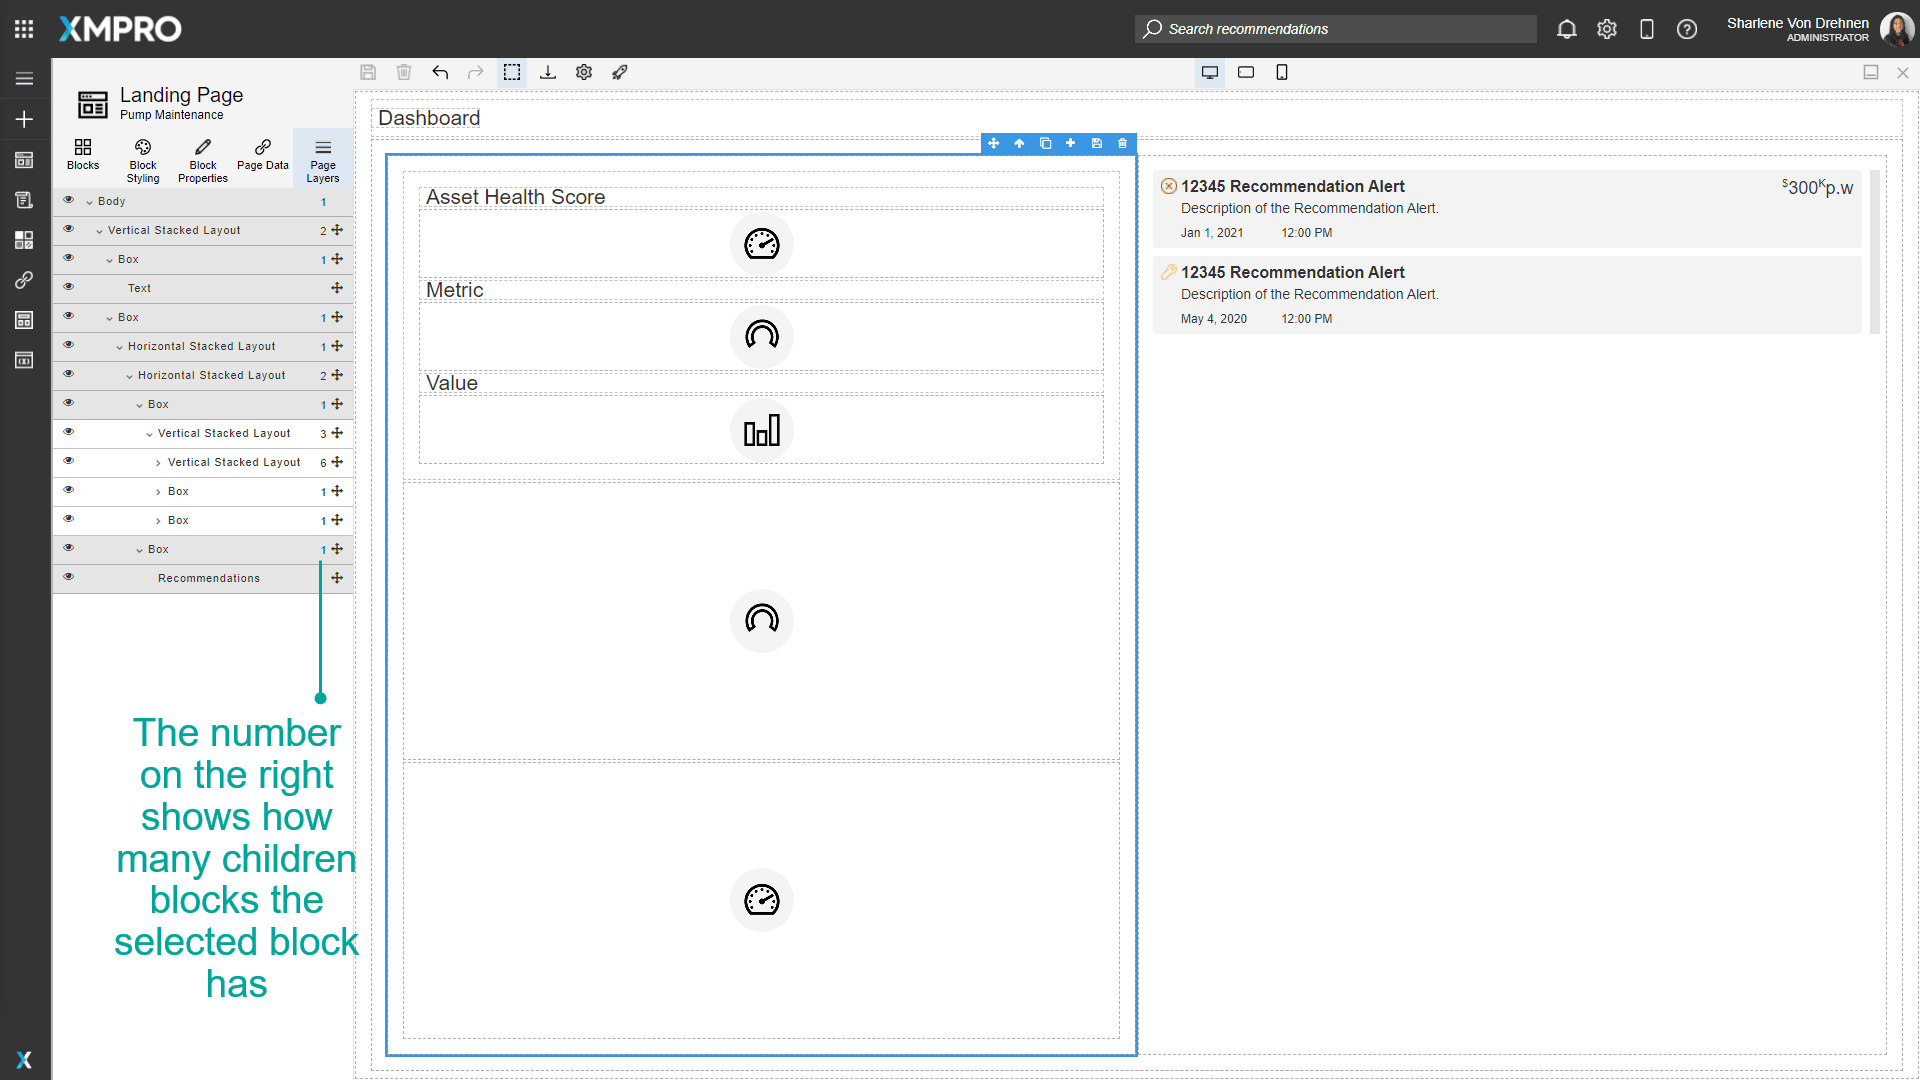 XMPRO
Search recommendations
Sharlene Von Drehnen
ADMINISTRATOR
Landing Page
Pump Maintenance
Blocks
Block Styling
Block Properties
Page Data
Page Layers
Body 1
Vertical Stacked Layout 2
Box 1
Text
Box 1
Horizontal Stacked Layout 1
Horizontal Stacked Layout 2
Box 1
Vertical Stacked Layout 3
Vertical Stacked Layout 6
Box 1
Box 1
Box 1
Recommendations
The number
on the right
shows how
many children
blocks the
selected block
has
Dashboard
Asset Health Score
Metric
Value
12345 Recommendation Alert
$300Kp.w
Description of the Recommendation Alert.
Jan 1, 2021 12:00 PM
12345 Recommendation Alert
Description of the Recommendation Alert.
May 4, 2020 12:00 PM
X